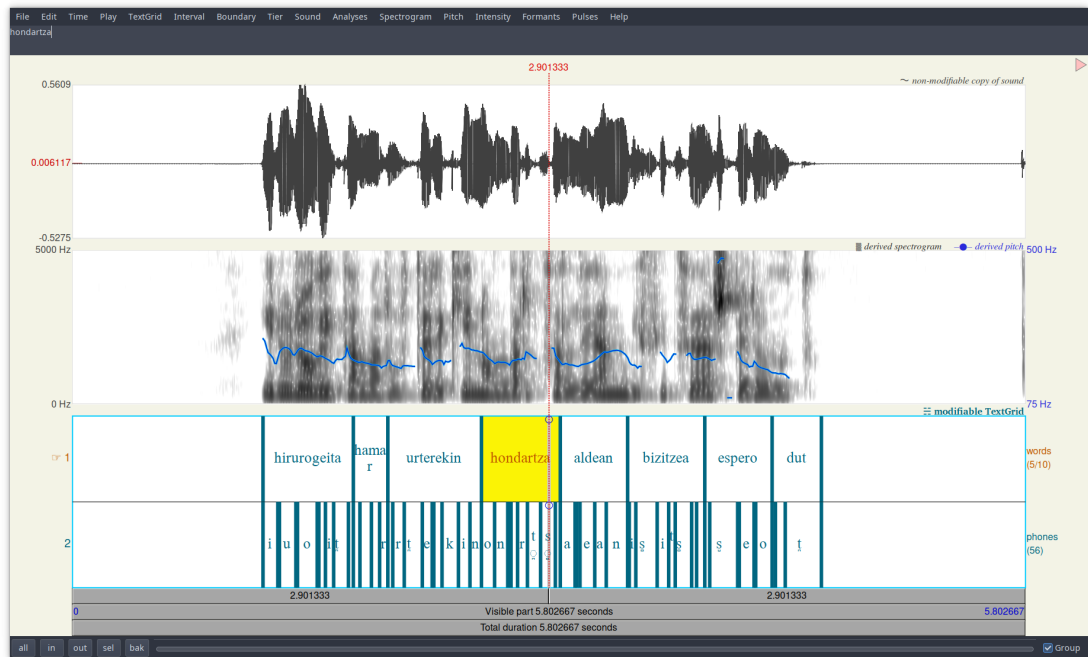 File Edit Time Play TextGrid Interval Boundary Tier Sound Analyses Spectrogram Pitch Intensity Formants Pulses Help
hondartza
2.901333
0.5609
~ non-modifiable copy of sound
0.006117
-0.5275
5000 Hz
derived spectrogram derived pitch
500 Hz
0 Hz
75 Hz
modifiable TextGrid
☞ 1
hirurogeita
hama
r
urterekin
hondartza
aldean
bizitzea
espero
dut
words
(5/10)
2
phones
(56)
2.901333 2.901333
0 Visible part 5.802667 seconds 5.802667
Total duration 5.802667 seconds
all in out sel bak
Group